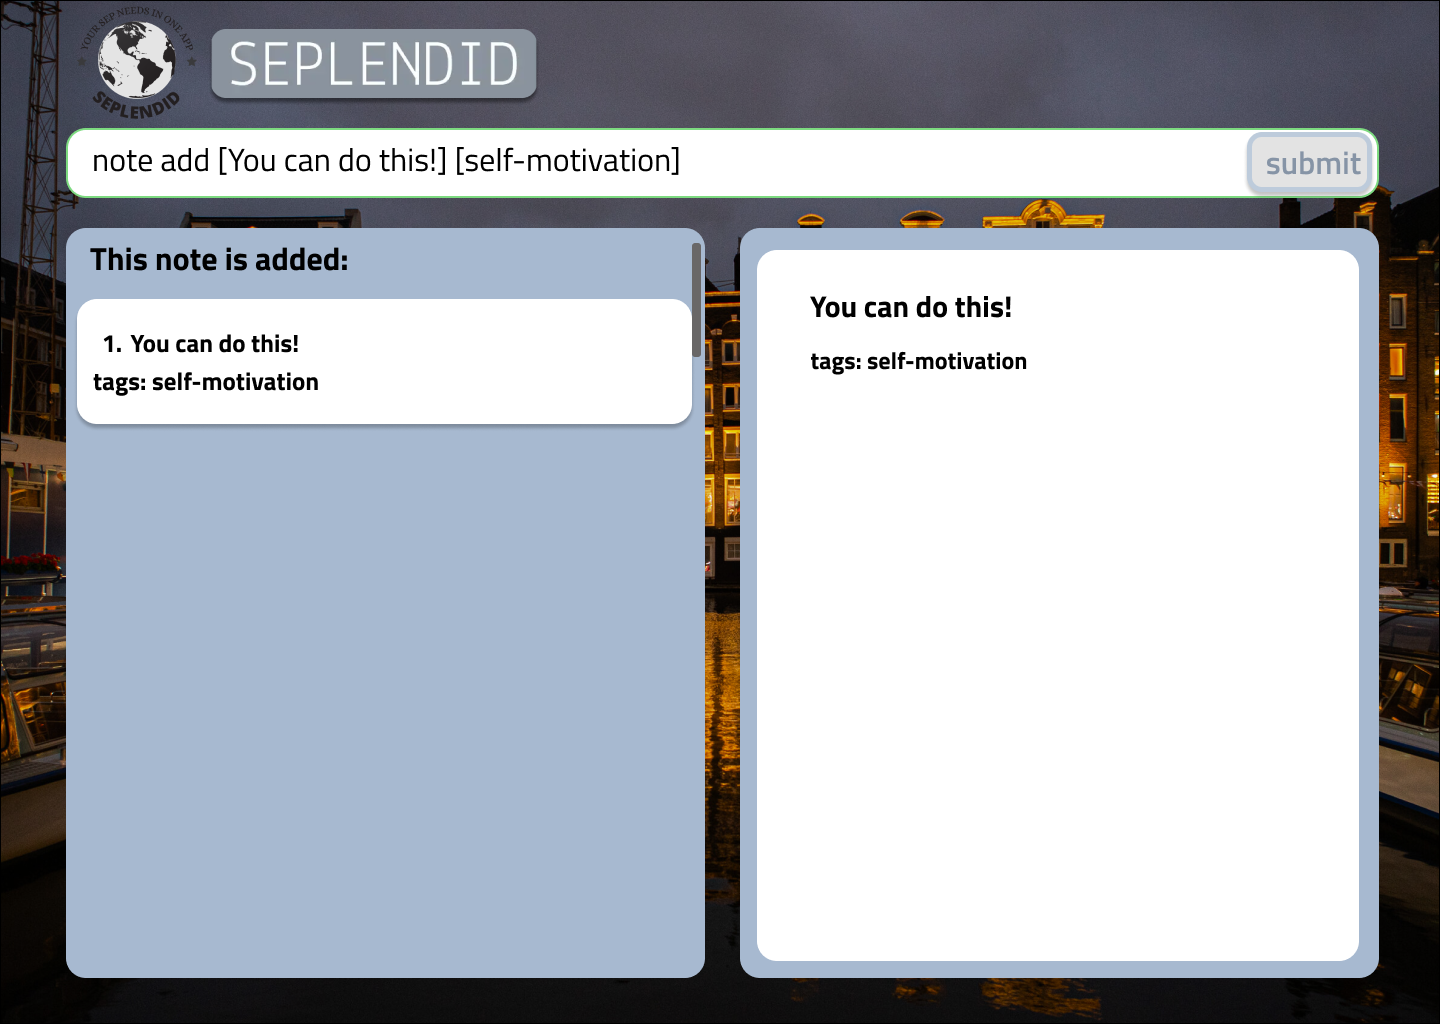 YOUR SEP NEEDS IN ONE APP
SEPLENDID
SEPLENDID
note add [You can do this!] [self-motivation]
submit
This note is added:
1. You can do this!
tags: self-motivation
You can do this!
tags: self-motivation